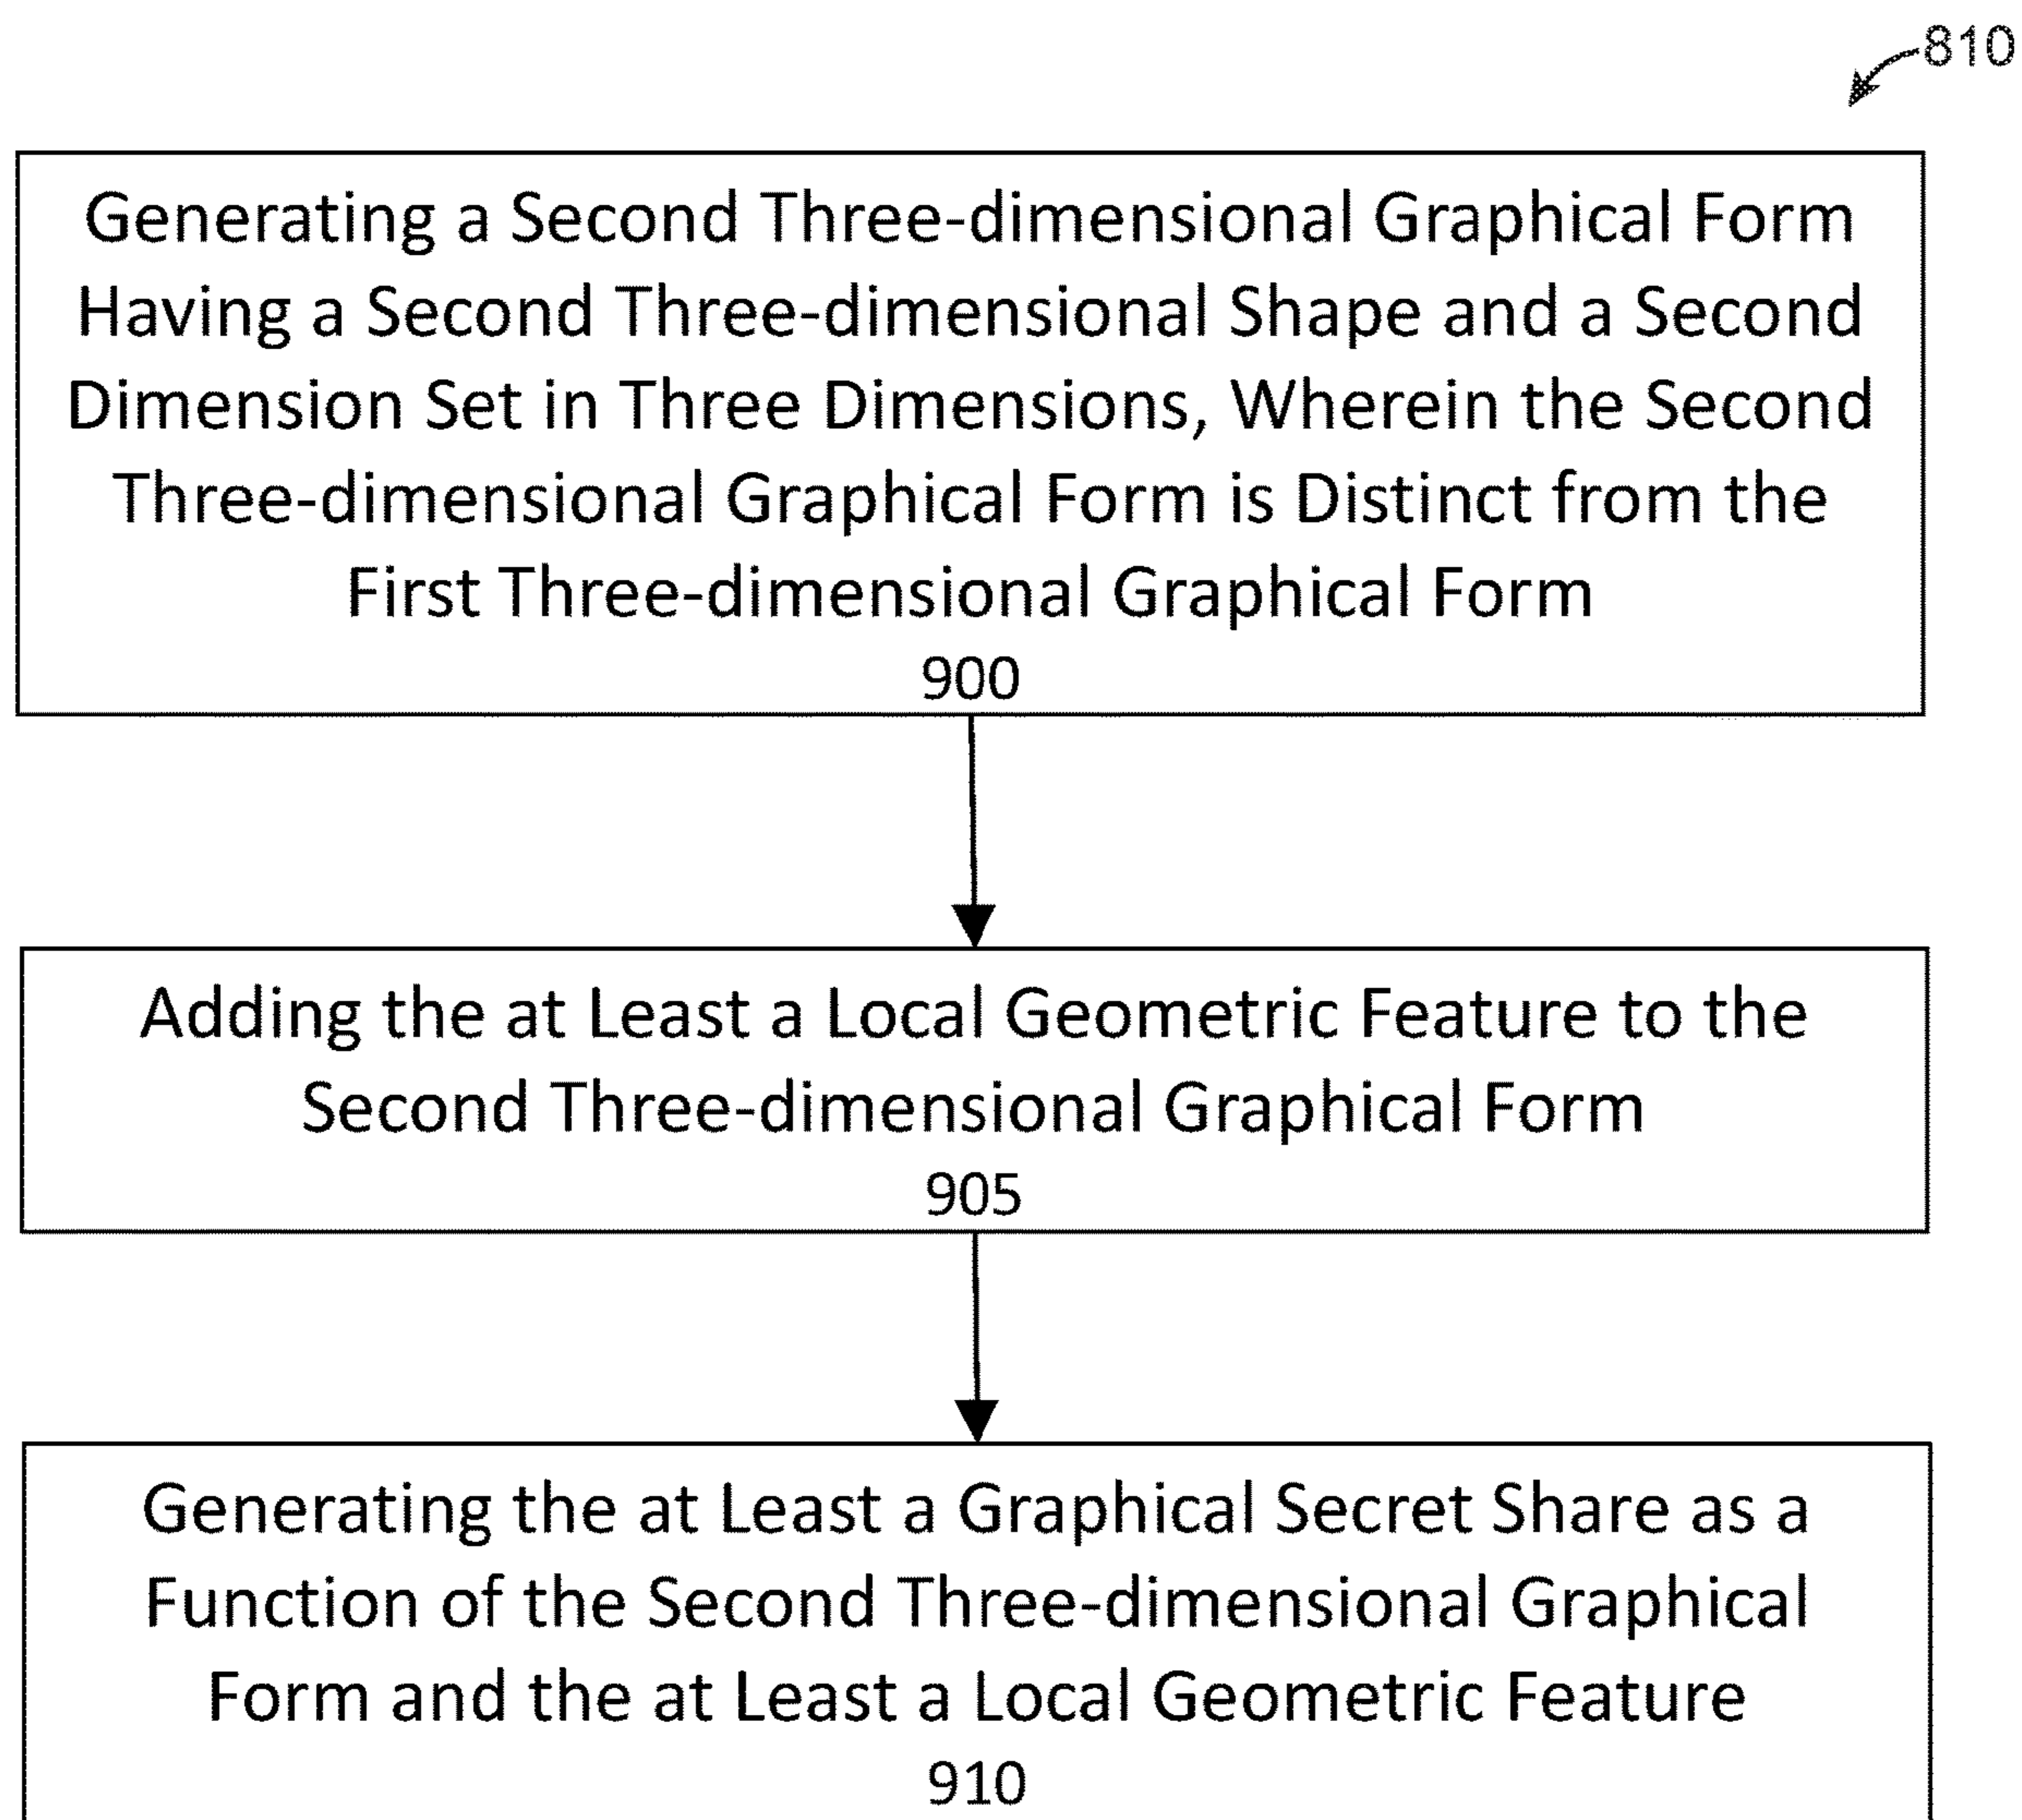 810
Generating a Second Three-dimensional Graphical Form
Having a Second Three-dimensional Shape and a Second
Dimension Set in Three Dimensions, Wherein the Second
Three-dimensional Graphical Form is Distinct from the
First Three-dimensional Graphical Form
900
Adding the at Least a Local Geometric Feature to the
Second Three-dimensional Graphical Form
905
Generating the at Least a Graphical Secret Share as a
Function of the Second Three-dimensional Graphical
Form and the at Least a Local Geometric Feature
910